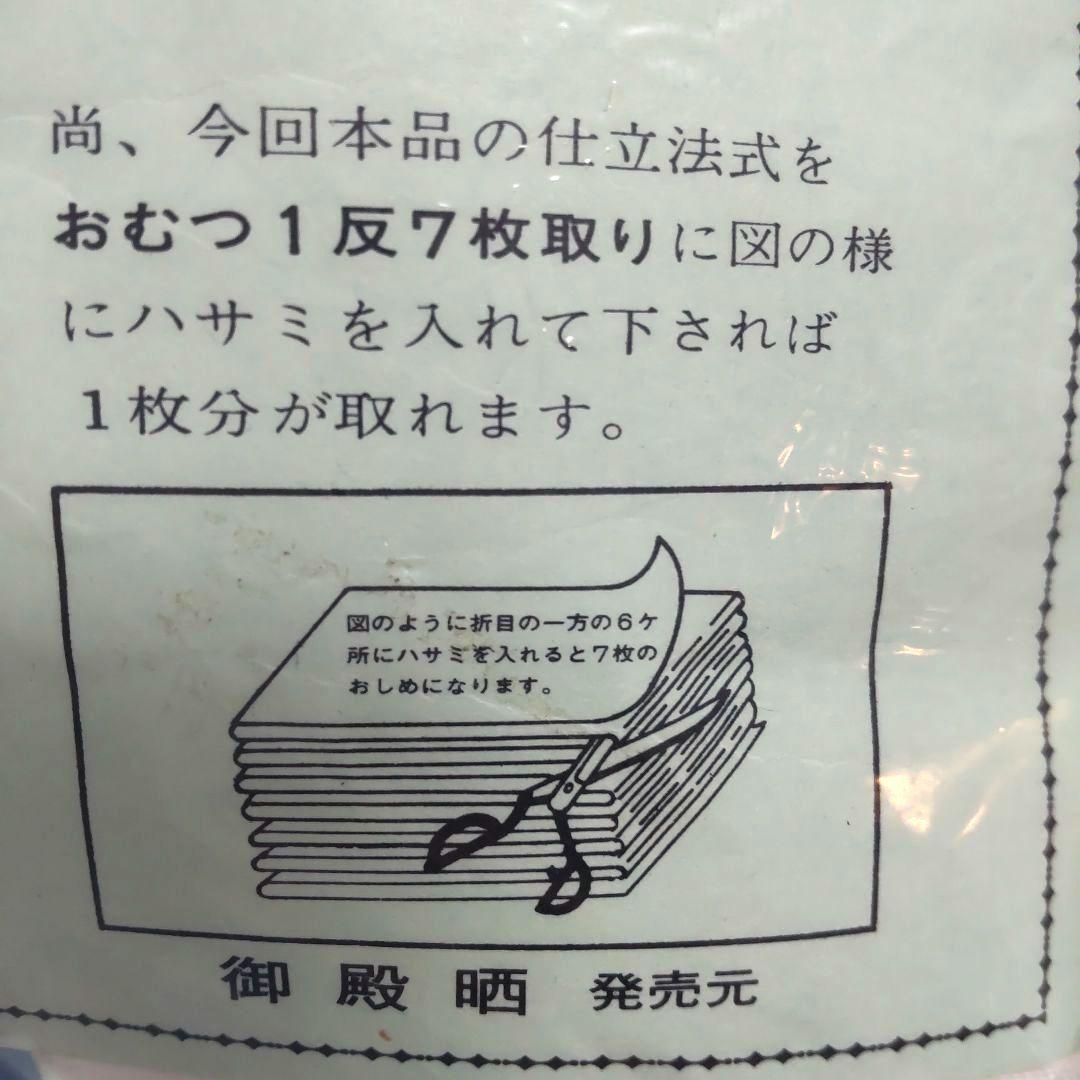 尚、今回本品の仕立法式を
おむつ1反7枚取りに図の様
にハサミを入れて下されば
1枚分が取れます。
図のように折目の一方の6ケ
所にハサミを入れると7枚の
おしめになります。
御殿晒 発売元